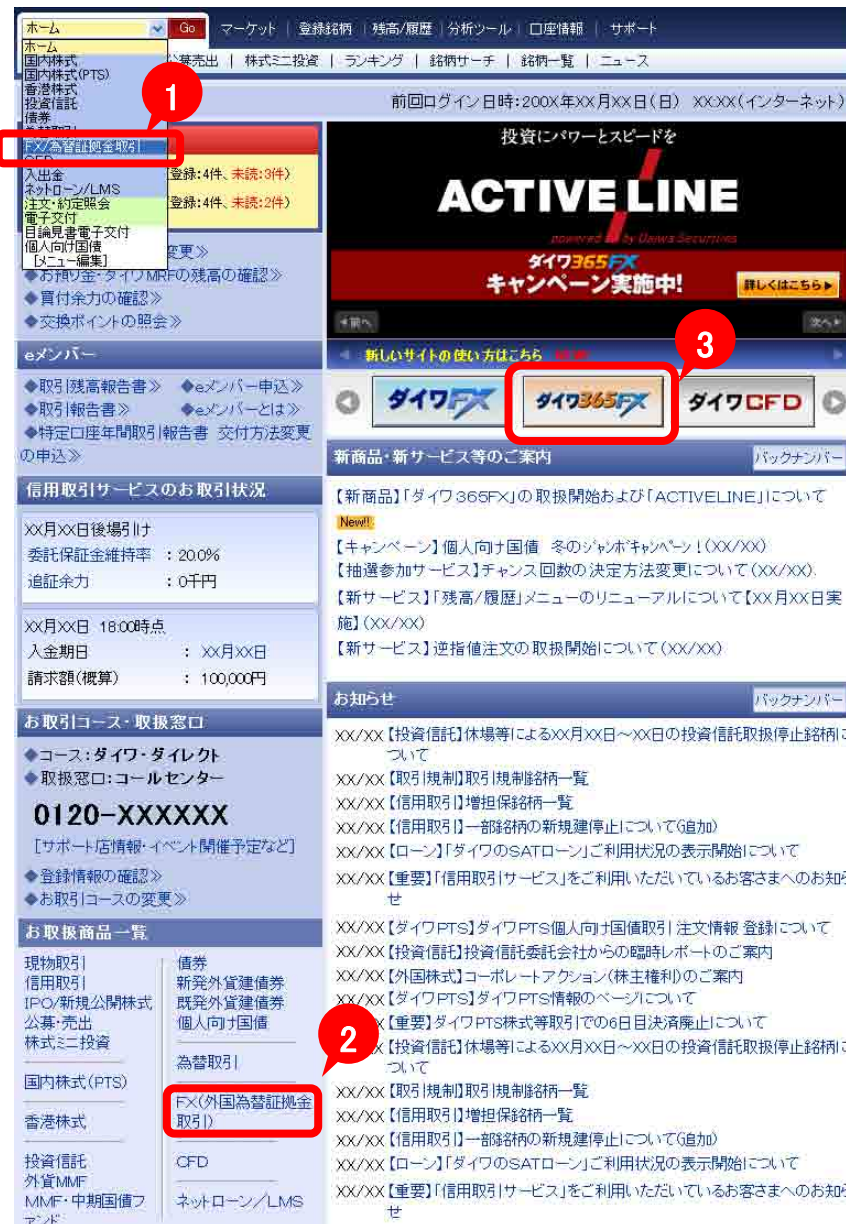 ホーム
Go
マーケット | 登録銘柄 | 残高/履歴 | 分析ツール | 口座情報 | サポート
公募売出 | 株式ミニ投資 | ランキング | 銘柄サーチ | 銘柄一覧 | ニュース
ホーム
国内株式
国内株式(PTS)
香港株式
投資信託
債券
FX/為替証拠金取引
CFD
入出金
ネットローン/LMS
注文・約定照会
電子交付
目論見書電子交付
個人向け国債
[メニュー編集]
1
前回ログイン日時:200X年XX月XX日(日) XX:XX(インターネット)
登録:4件、未読:3件)
登録:4件、未読:2件)
変更≫
◆お預り金・ダイワMRFの残高の確認≫
◆買付余力の確認≫
◆交換ポイントの照会≫
投資にパワーとスピードを
ACTIVE LINE
powered by Daiwa Securities
ダイワ365FX
キャンペーン実施中!
詳しくはこちら▶
◀前へ
次へ▶
新しいサイトの使い方はこちら
3
ダイワFX
ダイワ365FX
ダイワCFD
eメンバー
◆取引残高報告書≫ ◆eメンバー申込≫
◆取引報告書≫ ◆eメンバーとは≫
◆特定口座年間取引報告書 交付方法変更
の申込≫
信用取引サービスのお取引状況
XX月XX日後場引け
委託保証金維持率 : 20.0%
追証余力 : 0千円
XX月XX日 18:00時点
入金期日 : XX月XX日
請求額(概算) : 100,000円
お取引コース・取扱窓口
◆コース:ダイワ・ダイレクト
◆取扱窓口:コールセンター
0120-XXXXXX
[サポート店情報・イベント開催予定など]
◆登録情報の確認≫
◆お取引コースの変更≫
お取扱商品一覧
現物取引
信用取引
IPO/新規公開株式
公募・売出
株式ミニ投資
国内株式(PTS)
香港株式
投資信託
外貨MMF
MMF・中期国債フ
ァンド
債券
新発外貨建債券
既発外貨建債券
個人向け国債
為替取引
2
FX(外国為替証拠金
取引)
CFD
ネットローン/LMS
新商品・新サービス等のご案内
バックナンバー
【新商品】「ダイワ365FX」の取扱開始および「ACTIVELINE」について
New!!
【キャンペーン】個人向け国債 冬のジャンボキャンペーン!(XX/XX)
【抽選参加サービス】チャンス回数の決定方法変更について(XX/XX).
【新サービス】「残高/履歴」メニューのリニューアルについて【XX月XX日実
施】(XX/XX)
【新サービス】逆指値注文の取扱開始について(XX/XX)
お知らせ
バックナンバー
XX/XX【投資信託】休場等によるXX月XX日~XX日の投資信託取扱停止銘柄に
ついて
XX/XX【取引規制】取引規制銘柄一覧
XX/XX【信用取引】増担保銘柄一覧
XX/XX【信用取引】一部銘柄の新規建停止について(追加)
XX/XX【ローン】「ダイワのSATローン」ご利用状況の表示開始について
XX/XX【重要】「信用取引サービス」をご利用いただいているお客さまへのお知ら
せ
XX/XX【ダイワPTS】ダイワPTS個人向け国債取引 注文情報 登録について
XX/XX【投資信託】投資信託委託会社からの臨時レポートのご案内
XX/XX【外国株式】コーポレートアクション(株主権利)のご案内
XX/XX【ダイワPTS】ダイワPTS情報のページについて
【重要】ダイワPTS株式等取引での6日目決済廃止について
X【投資信託】休場等によるXX月XX日~XX日の投資信託取扱停止銘柄に
ついて
XX/XX【取引規制】取引規制銘柄一覧
XX/XX【信用取引】増担保銘柄一覧
XX/XX【信用取引】一部銘柄の新規建停止について(追加)
XX/XX【ローン】「ダイワのSATローン」ご利用状況の表示開始について
XX/XX【重要】「信用取引サービス」をご利用いただいているお客さまへのお知ら
せ